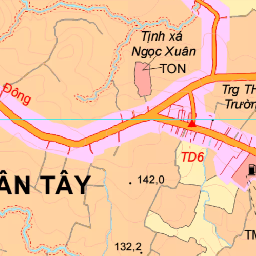 Tịnh xá
Ngọc Xuân
TON
Đông
Trg TH
Trườn
TD6
ÂN TÂY
142,0
132,2
TM